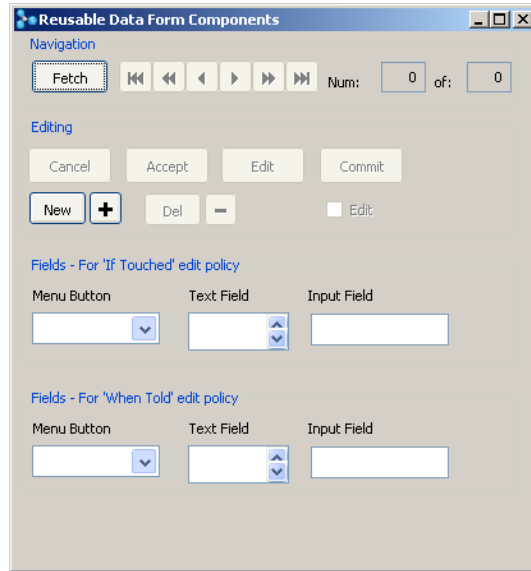 Reusable Data Form Components
Navigation
Fetch Num: 0 of: 0
Editing
Cancel Accept Edit Commit
New Del Edit
Fields - For 'If Touched' edit policy
Menu Button Text Field Input Field
Fields - For 'When Told' edit policy
Menu Button Text Field Input Field